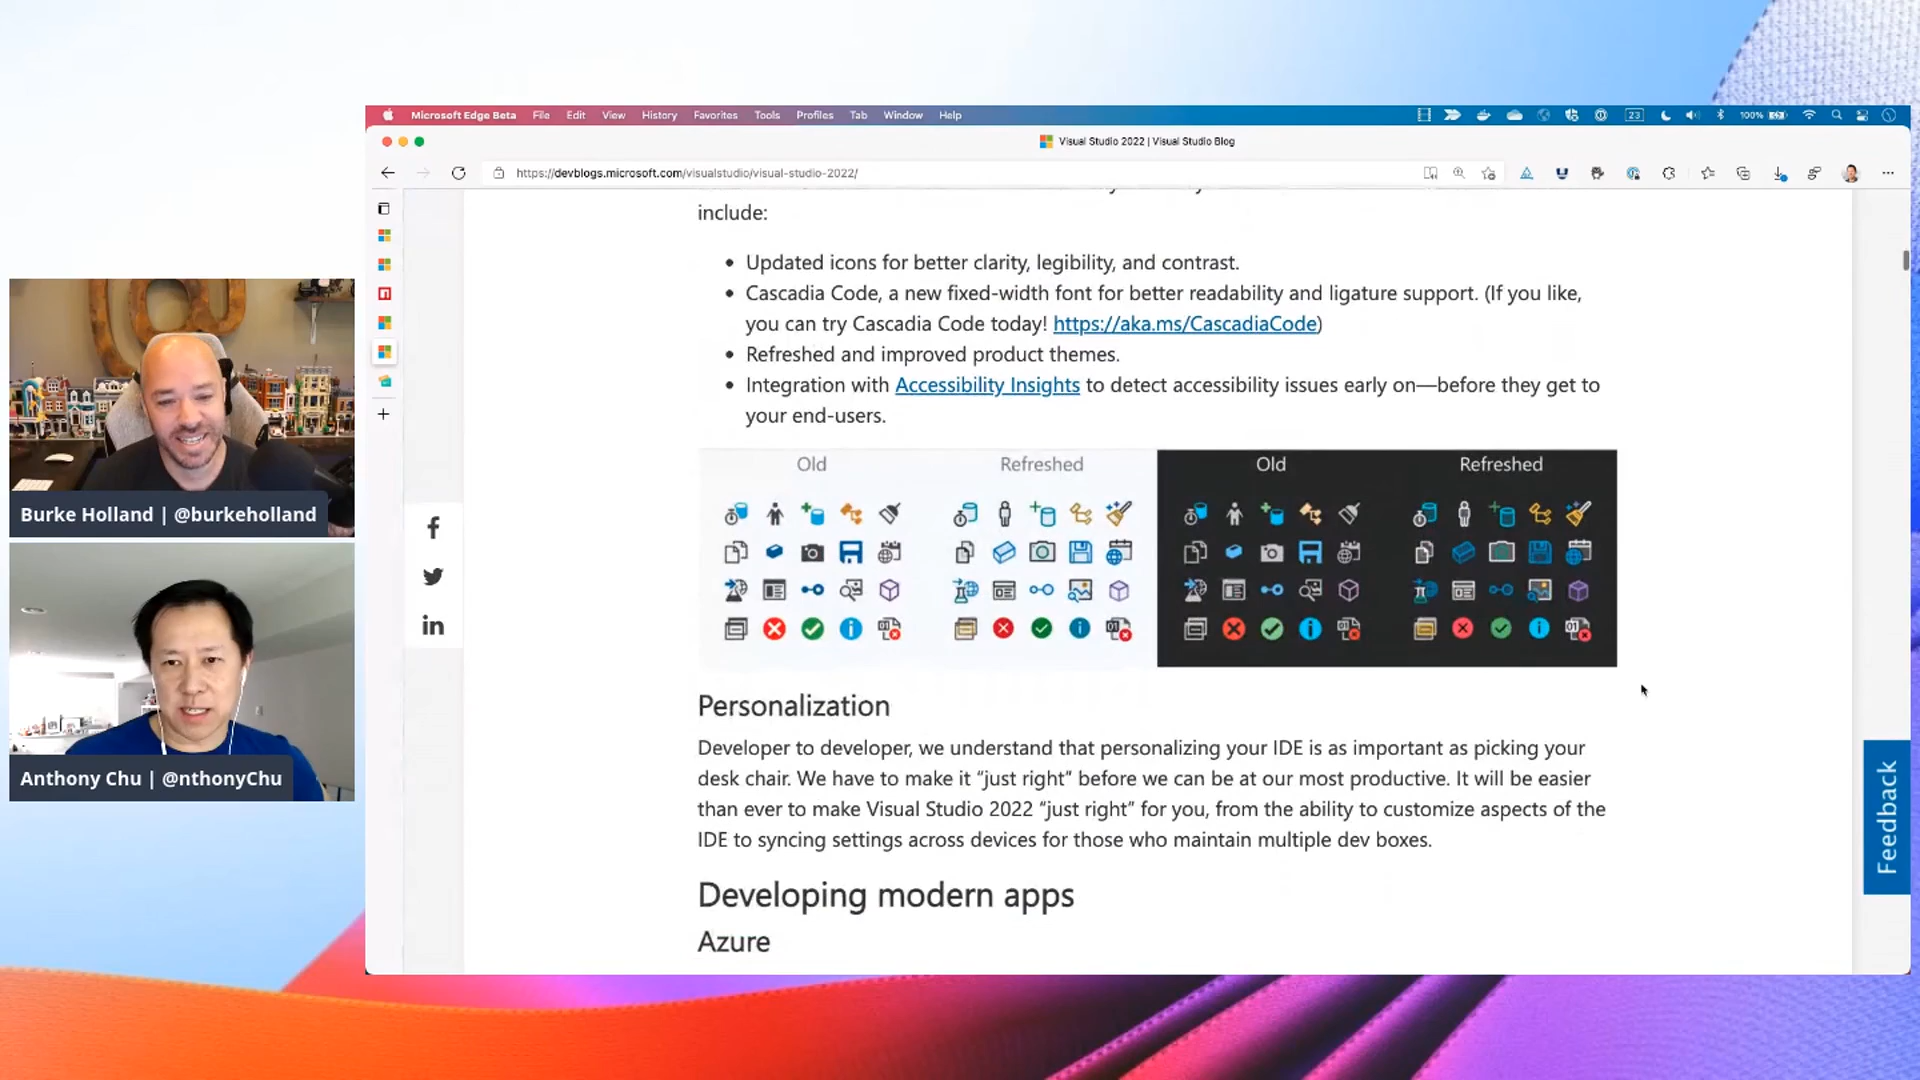 Microsoft Edge Beta File Edit View History Favorites Tools Profiles Tab Window Help 23 100%
Visual Studio 2022 | Visual Studio Blog
https://devblogs.microsoft.com/visualstudio/visual-studio-2022/
include:
• Updated icons for better clarity, legibility, and contrast.
• Cascadia Code, a new fixed-width font for better readability and ligature support. (If you like,
you can try Cascadia Code today! https://aka.ms/CascadiaCode)
• Refreshed and improved product themes.
• Integration with Accessibility Insights to detect accessibility issues early on—before they get to
your end-users.
Old Refreshed Old Refreshed
Personalization
Developer to developer, we understand that personalizing your IDE is as important as picking your
desk chair. We have to make it “just right” before we can be at our most productive. It will be easier
than ever to make Visual Studio 2022 “just right” for you, from the ability to customize aspects of the
IDE to syncing settings across devices for those who maintain multiple dev boxes.
Developing modern apps
Azure
Feedback
Burke Holland | @burkeholland
Anthony Chu | @nthonyChu